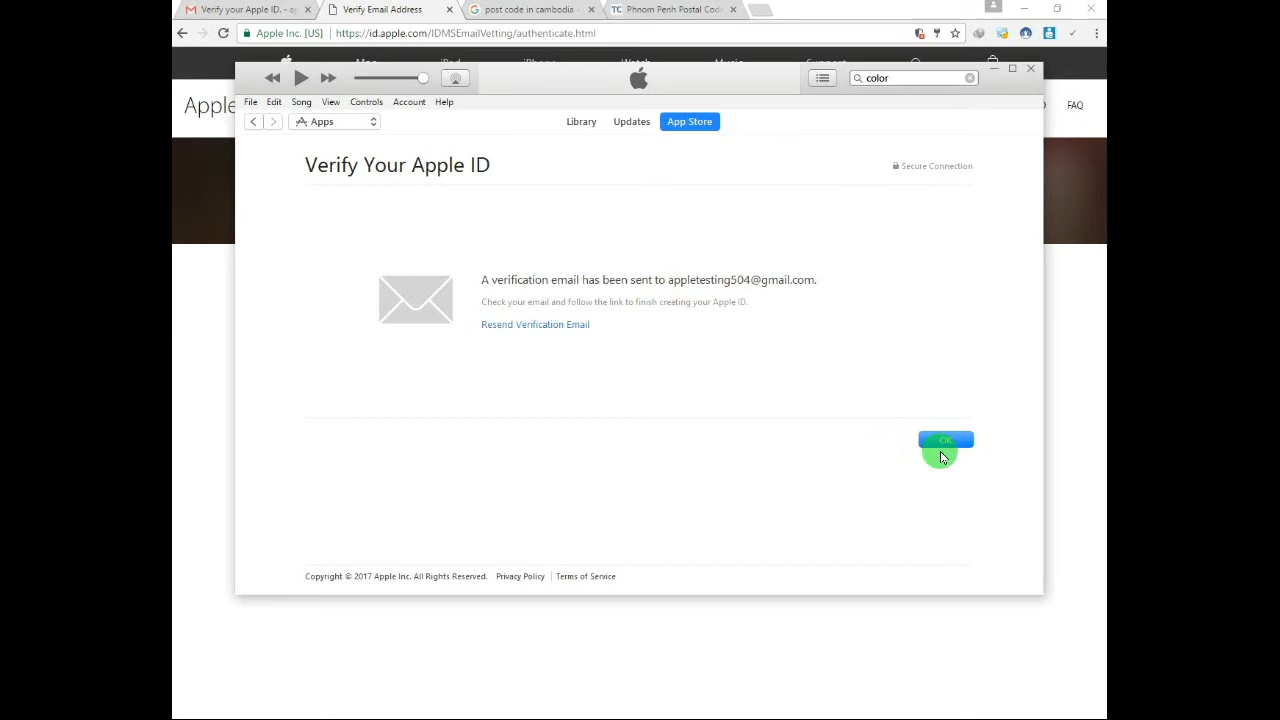 Verify your Apple ID. - ap
Verify Email Address
post code in cambodia -
Phnom Penh Postal Code
Apple Inc. [US]
https://id.apple.com/IDMSEmailVetting/authenticate.html
Apple
FAQ
color
File Edit Song View Controls Account Help
Apps
Library Updates App Store
Verify Your Apple ID
Secure Connection
A verification email has been sent to appletesting504@gmail.com.
Check your email and follow the link to finish creating your Apple ID.
Resend Verification Email
OK
Copyright © 2017 Apple Inc. All Rights Reserved. Privacy Policy | Terms of Service